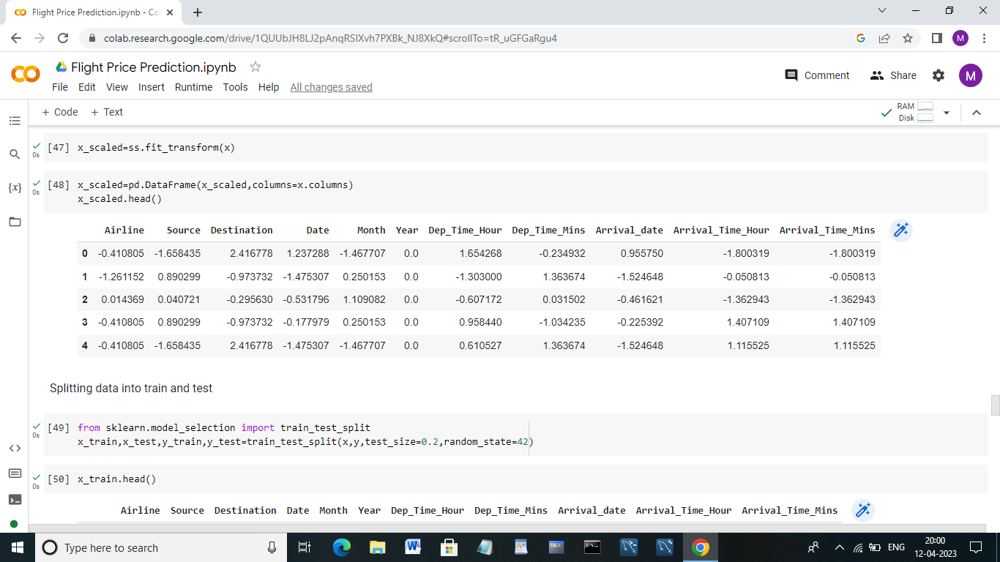 Flight Price Prediction.ipynb - Co
colab.research.google.com/drive/1QUUbJH8LJ2pAnqRSIXvh7PXBk_NJ8XkQ#scrollTo=tR_uGFGaRgu4
M
Flight Price Prediction.ipynb
Comment Share M
File Edit View Insert Runtime Tools Help All changes saved
+ Code + Text
RAM
Disk
[47] x_scaled=ss.fit_transform(x)
0s
[48] x_scaled=pd.DataFrame(x_scaled,columns=x.columns)
0s
x_scaled.head()
{x}
Airline Source Destination Date Month Year Dep_Time_Hour Dep_Time_Mins Arrival_date Arrival_Time_Hour Arrival_Time_Mins
0 -0.410805 -1.658435 2.416778 1.237288 -1.467707 0.0 1.654268 -0.234932 0.955750 -1.800319 -1.800319
1 -1.261152 0.890299 -0.973732 -1.475307 0.250153 0.0 -1.303000 1.363674 -1.524648 -0.050813 -0.050813
2 0.014369 0.040721 -0.295630 -0.531796 1.109082 0.0 -0.607172 0.031502 -0.461621 -1.362943 -1.362943
3 -0.410805 0.890299 -0.973732 -0.177979 0.250153 0.0 0.958440 -1.034235 -0.225392 1.407109 1.407109
4 -0.410805 -1.658435 2.416778 -1.475307 -1.467707 0.0 0.610527 1.363674 -1.524648 1.115525 1.115525
Splitting data into train and test
[49] from sklearn.model_selection import train_test_split
0s
x_train,x_test,y_train,y_test=train_test_split(x,y,test_size=0.2,random_state=42)
[50] x_train.head()
0s
Airline Source Destination Date Month Year Dep_Time_Hour Dep_Time_Mins Arrival_date Arrival_Time_Hour Arrival_Time_Mins
Type here to search
ENG
20:00
12-04-2023